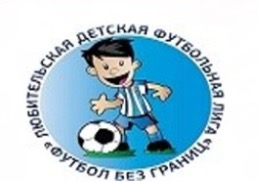 ЛЮБИТЕЛЬСКАЯ ДЕТСКАЯ ФУТБОЛЬНАЯ ЛИГА
«ФУТБОЛ БЕЗ ГРАНИЦ»